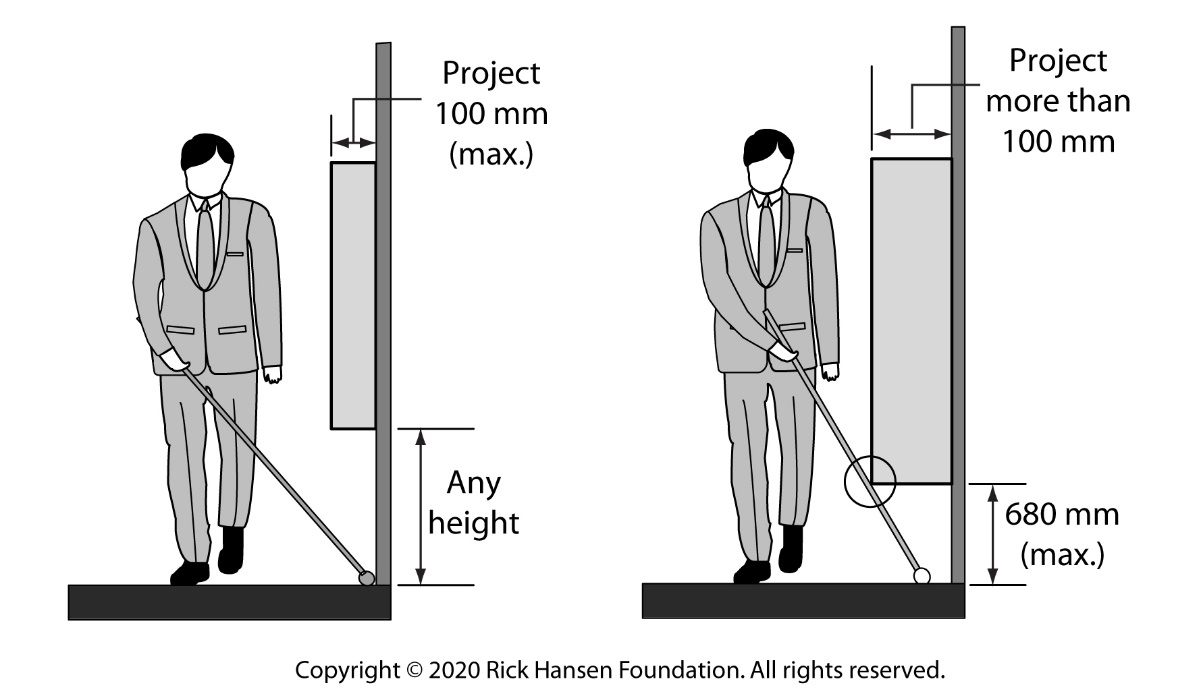 Project
100 mm
(max.)
Any
height
Project
more than
100 mm
680 mm
(max.)
Copyright © 2020 Rick Hansen Foundation. All rights reserved.